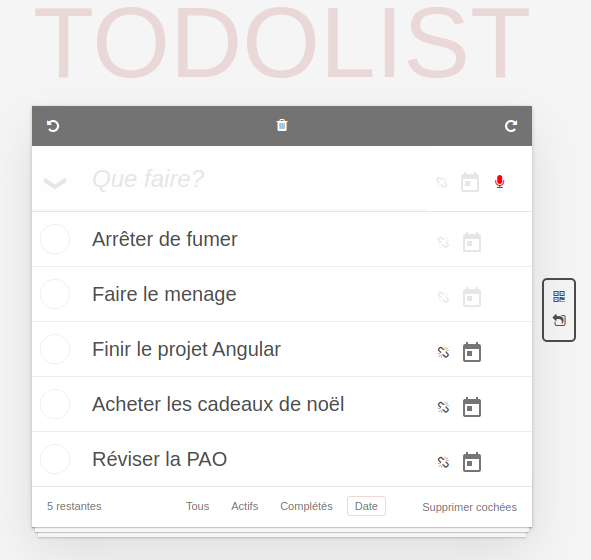 TODOLIST
Que faire?
Arrêter de fumer
Faire le menage
Finir le projet Angular
Acheter les cadeaux de noël
Réviser la PAO
5 restantes Tous Actifs Complétés Date Supprimer cochées